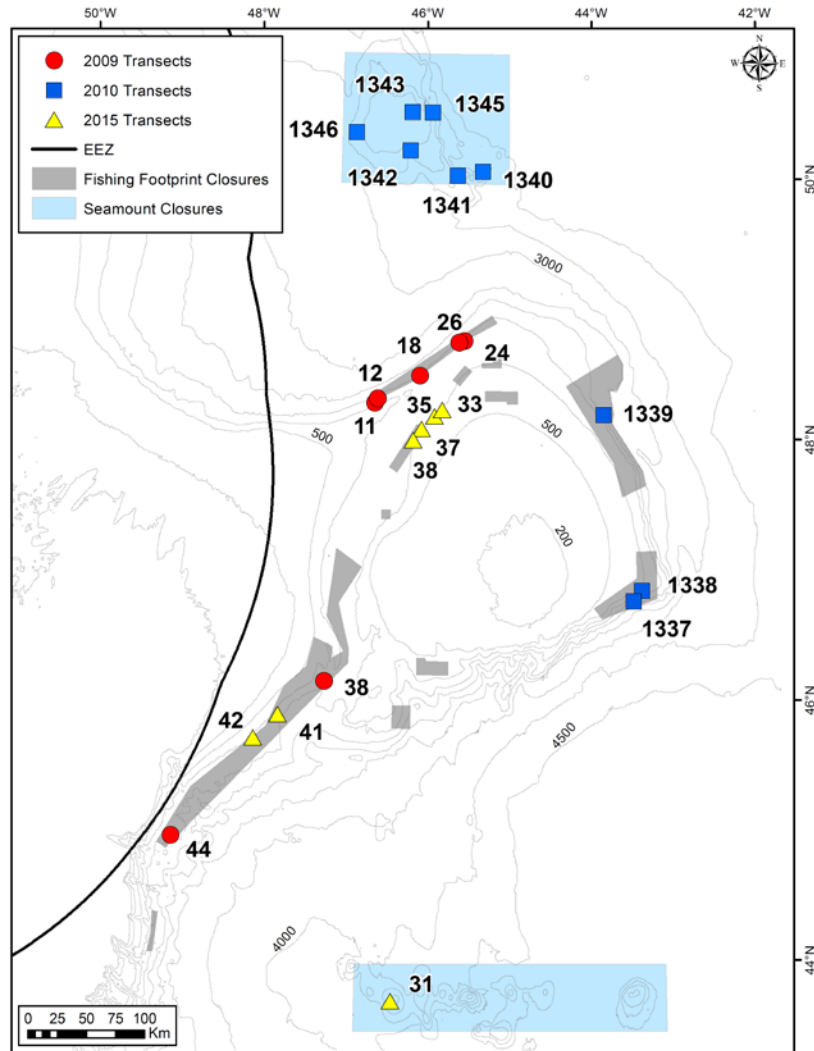 50°W 48°W 46°W 44°W 42°W
2009 Transects
2010 Transects
2015 Transects
EEZ
Fishing Footprint Closures
Seamount Closures
N
W E
S
1343
1345
1346
1342
1340
1341
50°N
3000
26
18
24
12
11
35
33
37
38
500
500
1339
48°N
200
1338
1337
38
42
41
46°N
4500
44
4000
31
44°N
0 25 50 75 100
Km